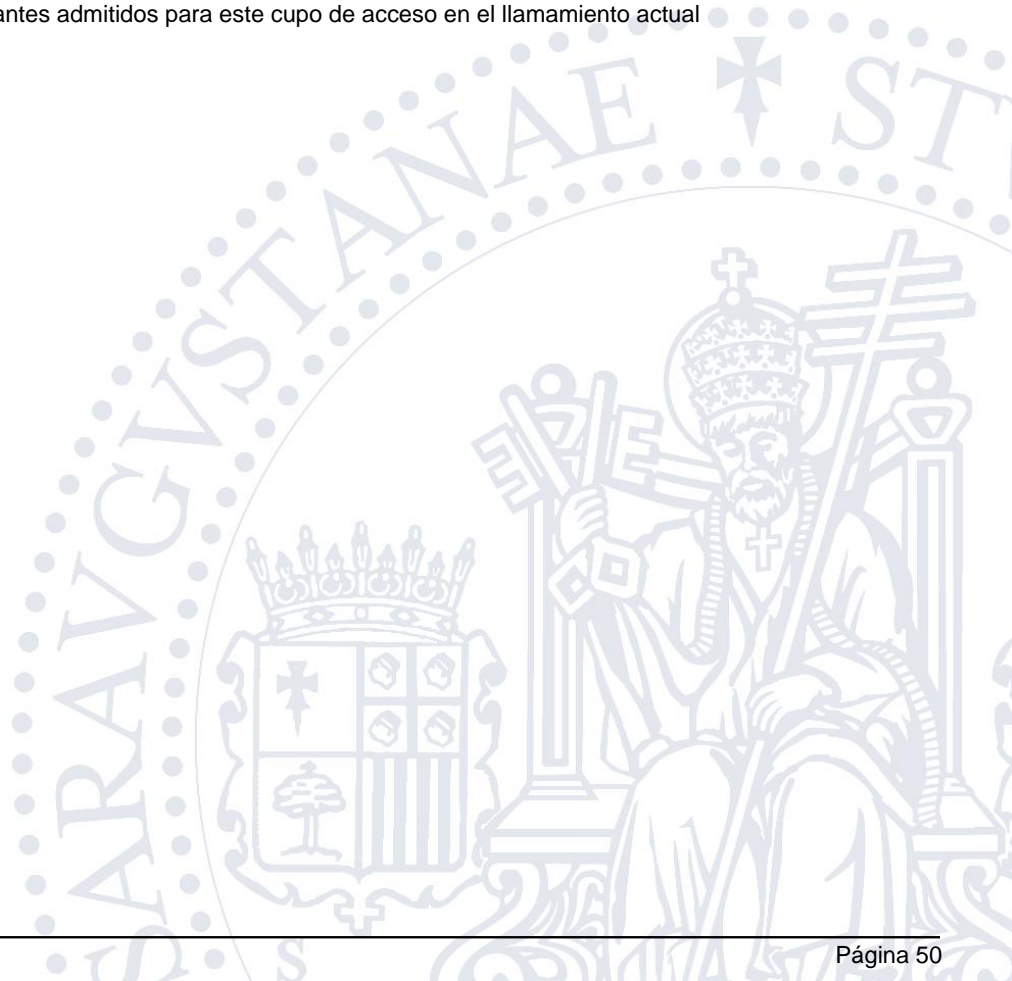 antes admitidos para este cupo de acceso en el llamamiento actual
ARAVGVSTANAE ST
S
Página 50